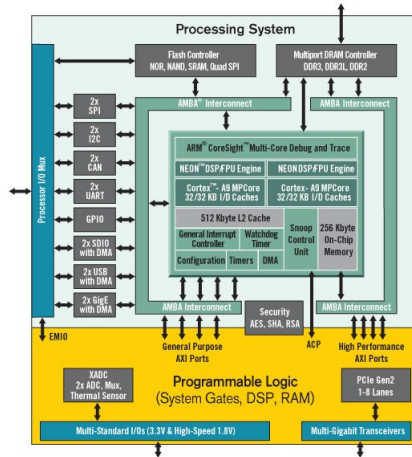 Processing System
Flash Controller
NOR, NAND, SRAM, Quad SPI
Multiport DRAM Controller
DDR3, DDR3L, DDR2
Processor I/O Mux
2x
SPI
2x
I2C
2x
CAN
2x
UART
GPIO
2x SDIO
with DMA
2x USB
with DMA
2x GigE
with DMA
AMBA® Interconnect
AMBA Interconnect
ARM® CoreSight™ Multi-Core Debug and Trace
NEON™ DSP/FPU Engine
NEON DSP/FPU Engine
Cortex™- A9 MPCore
32/32 KB I/D Caches
Cortex- A9 MPCore
32/32 KB I/D Caches
512 Kbyte L2 Cache
General Interrupt
Controller
Watchdog
Timer
Configuration
Timers
DMA
Snoop
Control
Unit
256 Kbyte
On-Chip
Memory
AMBA Interconnect
Security
AES, SHA, RSA
AMBA Interconnect
EMIO
General Purpose
AXI Ports
ACP
High Performance
AXI Ports
Programmable Logic
(System Gates, DSP, RAM)
XADC
2x ADC, Mux,
Thermal Sensor
PCIe Gen2
1-8 Lanes
Multi-Standard I/Os (3.3V & High-Speed 1.8V)
Multi-Gigabit Transceivers